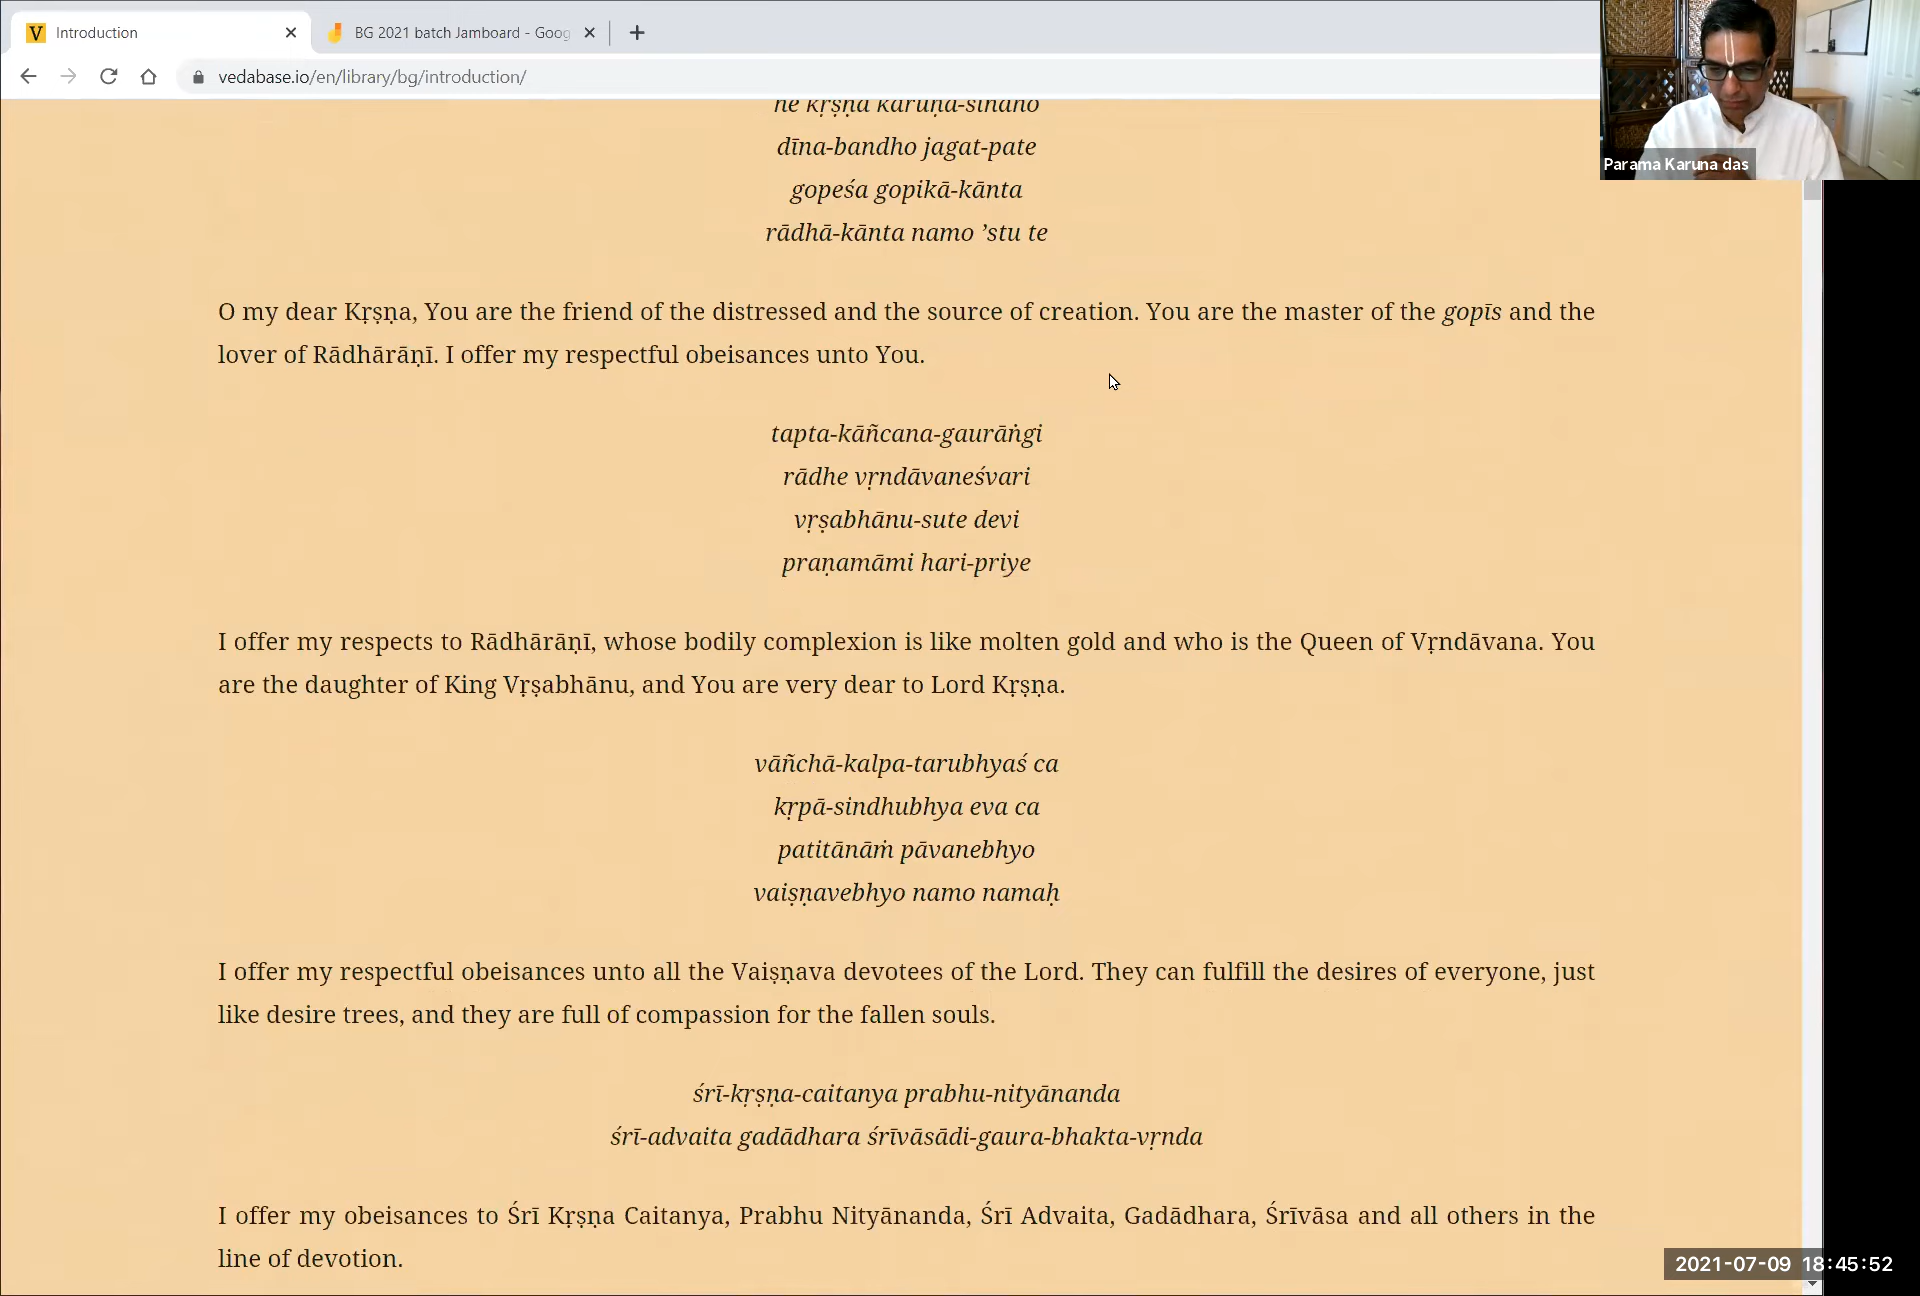 Introduction
BG 2021 batch Jamboard - Goog
vedabase.io/en/library/bg/introduction/
Parama Karuna das
he kṛṣṇa karuṇā-sindho
dīna-bandho jagat-pate
gopeśa gopikā-kānta
rādhā-kānta namo ’stu te
O my dear Kṛṣṇa, You are the friend of the distressed and the source of creation. You are the master of the gopīs and the
lover of Rādhārāṇī. I offer my respectful obeisances unto You.
tapta-kāñcana-gaurāṅgi
rādhe vṛndāvaneśvari
vṛṣabhānu-sute devi
praṇamāmi hari-priye
I offer my respects to Rādhārāṇī, whose bodily complexion is like molten gold and who is the Queen of Vṛndāvana. You
are the daughter of King Vṛṣabhānu, and You are very dear to Lord Kṛṣṇa.
vāñchā-kalpa-tarubhyaś ca
kṛpā-sindhubhya eva ca
patitānāṁ pāvanebhyo
vaiṣṇavebhyo namo namaḥ
I offer my respectful obeisances unto all the Vaiṣṇava devotees of the Lord. They can fulfill the desires of everyone, just
like desire trees, and they are full of compassion for the fallen souls.
śrī-kṛṣṇa-caitanya prabhu-nityānanda
śrī-advaita gadādhara śrīvāsādi-gaura-bhakta-vṛnda
I offer my obeisances to Śrī Kṛṣṇa Caitanya, Prabhu Nityānanda, Śrī Advaita, Gadādhara, Śrīvāsa and all others in the
line of devotion.
2021-07-09 18:45:52